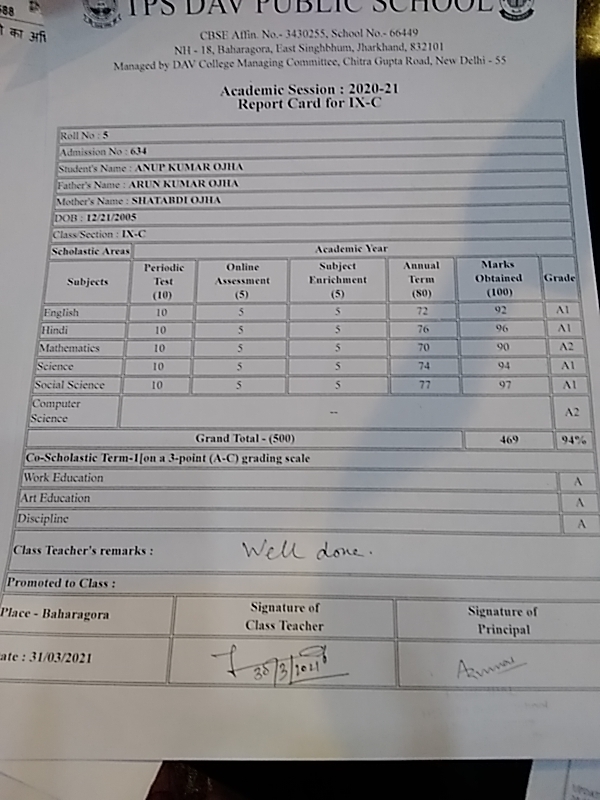 588
का अभि
TPS DAV PUBLIC SCHOOL
CBSE Affin. No.- 3430255, School No.- 66449
NH - 18, Baharagora, East Singhbhum, Jharkhand, 832101
Managed by DAV College Managing Committee, Chitra Gupta Road, New Delhi - 55
Academic Session : 2020-21
Report Card for IX-C
Roll No : 5
Admission No : 634
Student's Name : ANUP KUMAR OJHA
Father's Name : ARUN KUMAR OJHA
Mother's Name : SHATABDI OJHA
DOB : 12/21/2005
Class/Section : IX-C
Scholastic Areas Academic Year
Subjects Periodic Test (10) Online Assessment (5) Subject Enrichment (5) Annual Term (80) Marks Obtained (100) Grade
English 10 5 5 72 92 A1
Hindi 10 5 5 76 96 A1
Mathematics 10 5 5 70 90 A2
Science 10 5 5 74 94 A1
Social Science 10 5 5 77 97 A1
Computer Science -- A2
Grand Total - (500) 469 94%
Co-Scholastic Term-1[on a 3-point (A-C) grading scale
Work Education A
Art Education A
Discipline A
Class Teacher's remarks : Well done.
Promoted to Class :
Place - Baharagora Signature of Class Teacher Signature of Principal
ate : 31/03/2021 30/3/2021